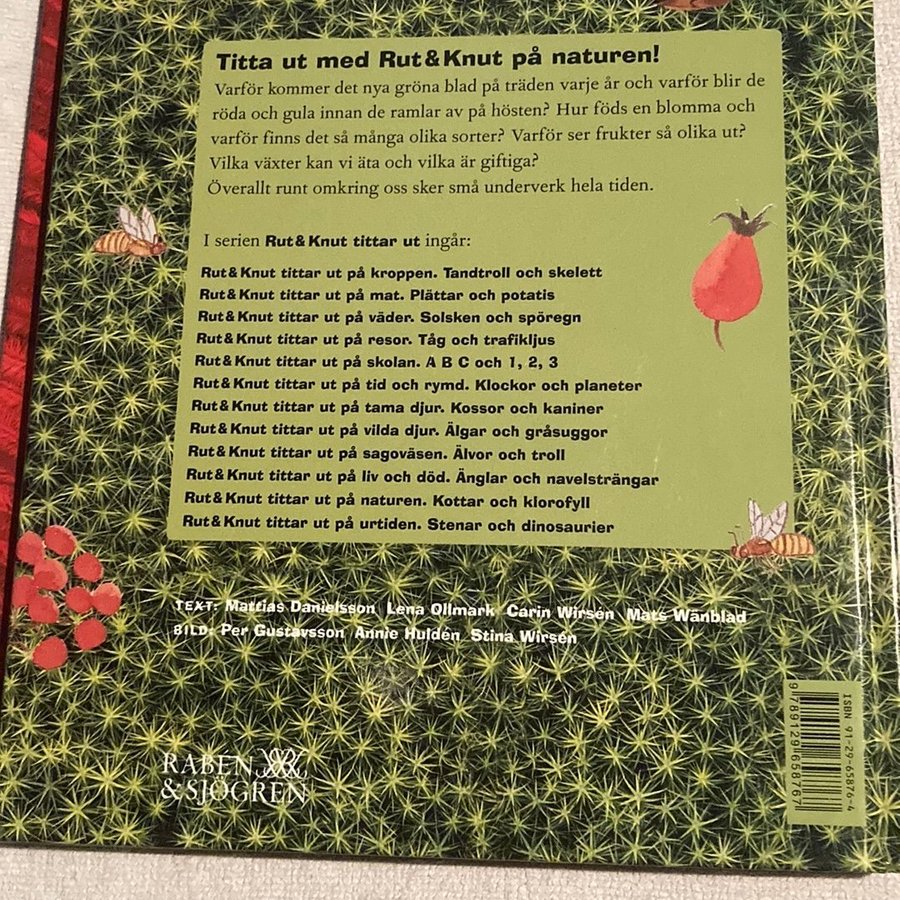 Titta ut med Rut & Knut på naturen!
Varför kommer det nya gröna blad på träden varje år och varför blir de
röda och gula innan de ramlar av på hösten? Hur föds en blomma och
varför finns det så många olika sorter? Varför ser frukter så olika ut?
Vilka växter kan vi äta och vilka är giftiga?
Överallt runt omkring oss sker små underverk hela tiden.
I serien Rut & Knut tittar ut ingår:
Rut & Knut tittar ut på kroppen. Tandtroll och skelett
Rut & Knut tittar ut på mat. Plättar och potatis
Rut & Knut tittar ut på väder. Solsken och spöregn
Rut & Knut tittar ut på resor. Tåg och trafikljus
Rut & Knut tittar ut på skolan. A B C och 1, 2, 3
Rut & Knut tittar ut på tid och rymd. Klockor och planeter
Rut & Knut tittar ut på tama djur. Kossor och kaniner
Rut & Knut tittar ut på vilda djur. Älgar och gråsuggor
Rut & Knut tittar ut på sagoväsen. Älvor och troll
Rut & Knut tittar ut på liv och död. Änglar och navelsträngar
Rut & Knut tittar ut på naturen. Kottar och klorofyll
Rut & Knut tittar ut på urtiden. Stenar och dinosaurier
TEXT: Mattias Danielsson Lena Ollmark Carin Wirsén Mats Wänblad
BILD: Per Gustavsson Annie Huldén Stina Wirsén
RABÉN
& SJÖGREN
ISBN 91-29-65876-4
9789129658767